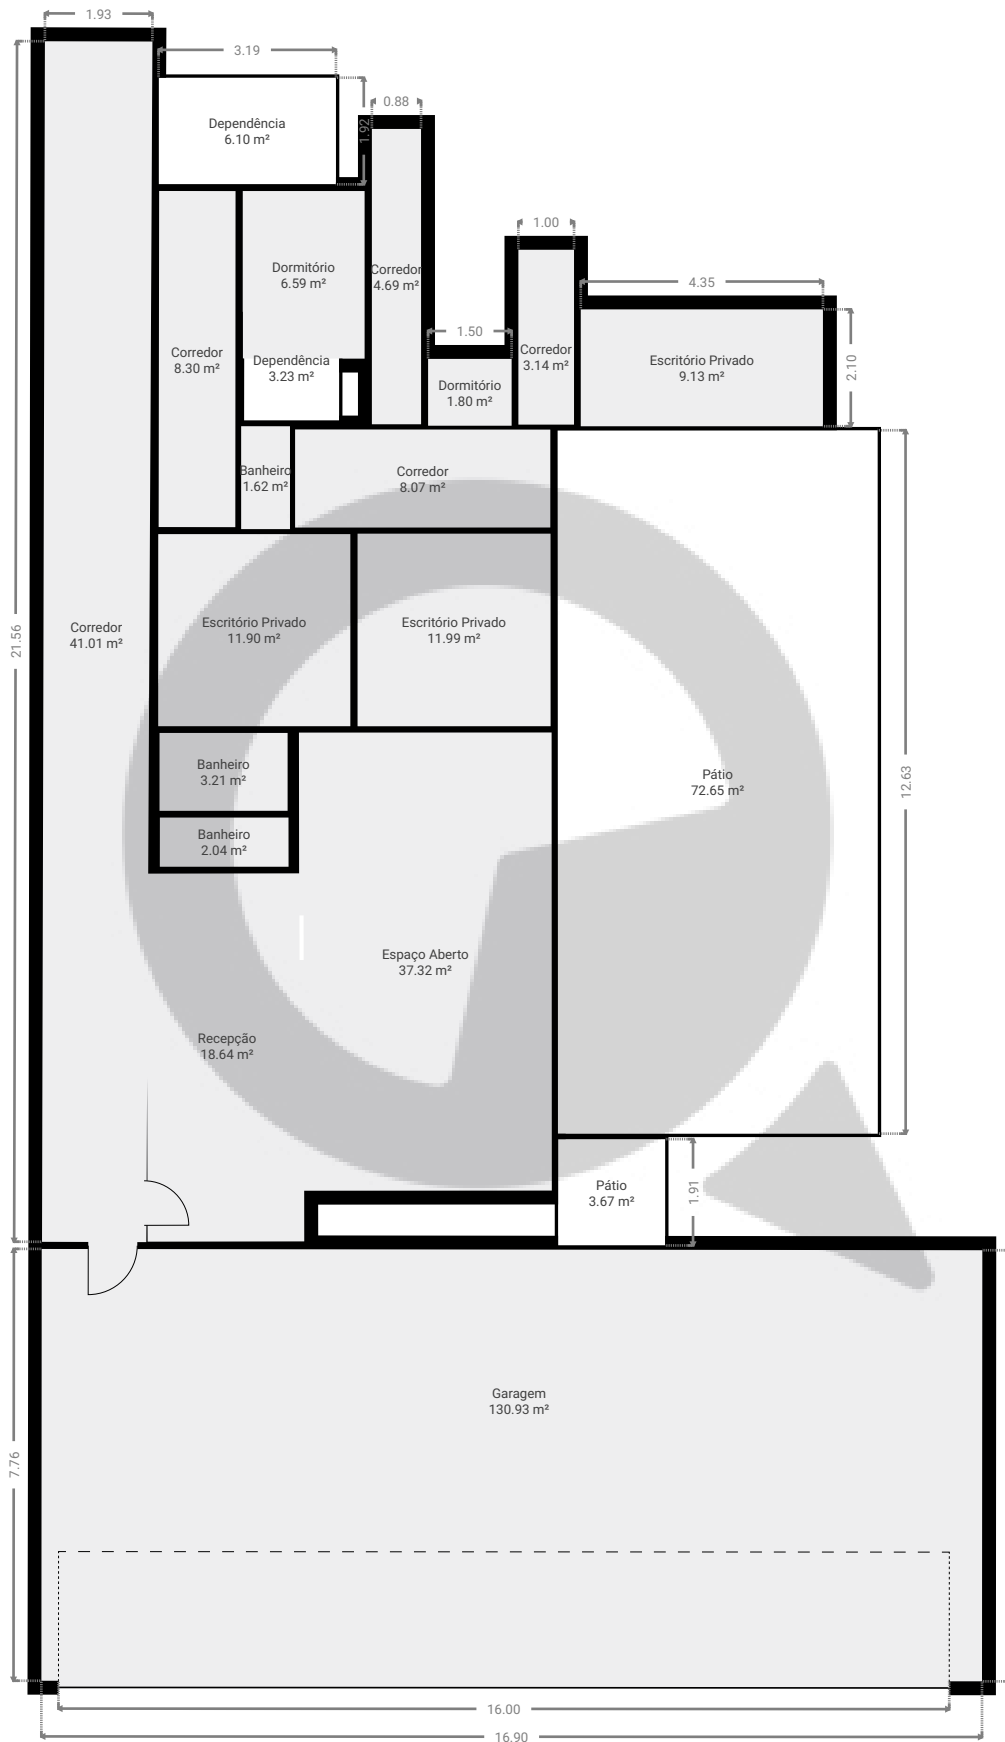 1.93
3.19
Dependência
6.10 m²
1.92
0.88
Dormitório
6.59 m²
Corredor
4.69 m²
1.00
4.35
1.50
Corredor
8.30 m²
Dependência
3.23 m²
Dormitório
1.80 m²
Corredor
3.14 m²
Escritório Privado
9.13 m²
2.10
Banheiro
1.62 m²
Corredor
8.07 m²
21.56
Corredor
41.01 m²
Escritório Privado
11.90 m²
Escritório Privado
11.99 m²
Banheiro
3.21 m²
Banheiro
2.04 m²
Pátio
72.65 m²
12.63
Espaço Aberto
37.32 m²
Recepção
18.64 m²
Pátio
3.67 m²
1.91
Garagem
130.93 m²
7.76
16.00
16.90